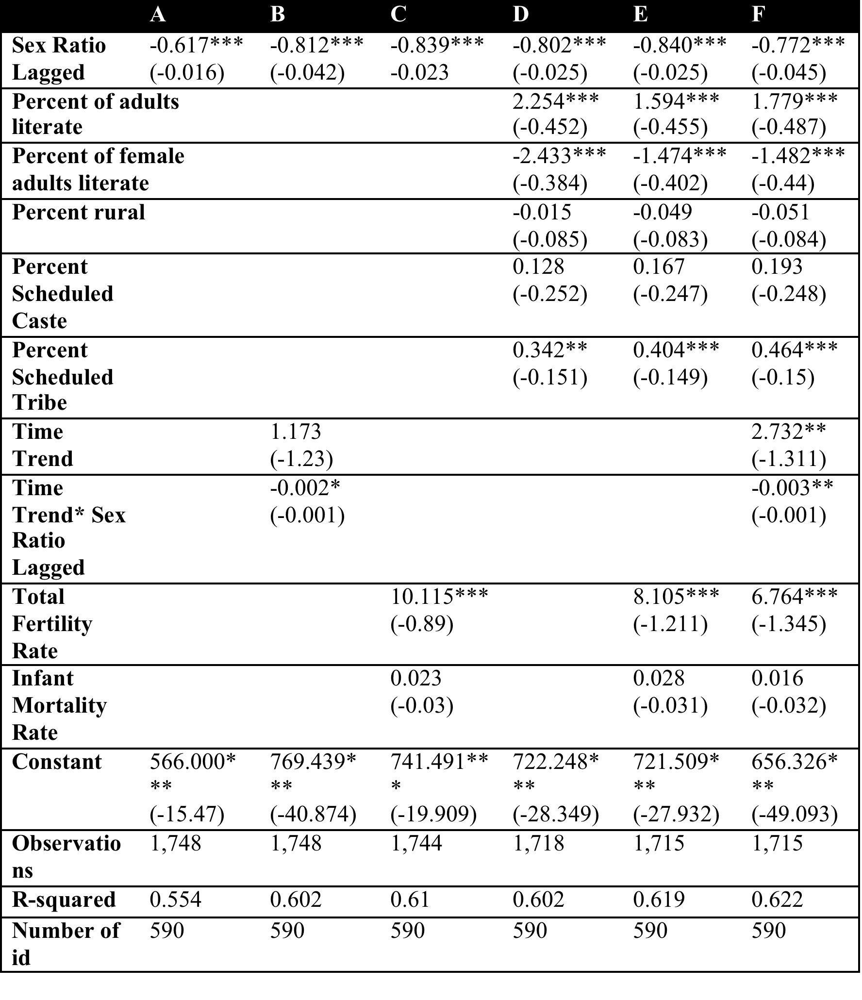 A B C D E F
Sex Ratio -0.617*** -0.812*** -0.839*** -0.802*** -0.840*** -0.772***
Lagged (-0.016) (-0.042) -0.023 (-0.025) (-0.025) (-0.045)
Percent of adults 2.254*** 1.594*** 1.779***
literate (-0.452) (-0.455) (-0.487)
Percent of female -2.433*** -1.474*** -1.482***
adults literate (-0.384) (-0.402) (-0.44)
Percent rural -0.015 -0.049 -0.051
(-0.085) (-0.083) (-0.084)
Percent 0.128 0.167 0.193
Scheduled (-0.252) (-0.247) (-0.248)
Caste
Percent 0.342** 0.404*** 0.464***
Scheduled (-0.151) (-0.149) (-0.15)
Tribe
Time 1.173 2.732**
Trend (-1.23) (-1.311)
Time -0.002* -0.003**
Trend* Sex (-0.001) (-0.001)
Ratio
Lagged
Total 10.115*** 8.105*** 6.764***
Fertility (-0.89) (-1.211) (-1.345)
Rate
Infant 0.023 0.028 0.016
Mortality (-0.03) (-0.031) (-0.032)
Rate
Constant 566.000* 769.439* 741.491** 722.248* 721.509* 656.326*
** ** * ** ** **
(-15.47) (-40.874) (-19.909) (-28.349) (-27.932) (-49.093)
Observatio 1,748 1,748 1,744 1,718 1,715 1,715
ns
R-squared 0.554 0.602 0.61 0.602 0.619 0.622
Number of 590 590 590 590 590 590
id